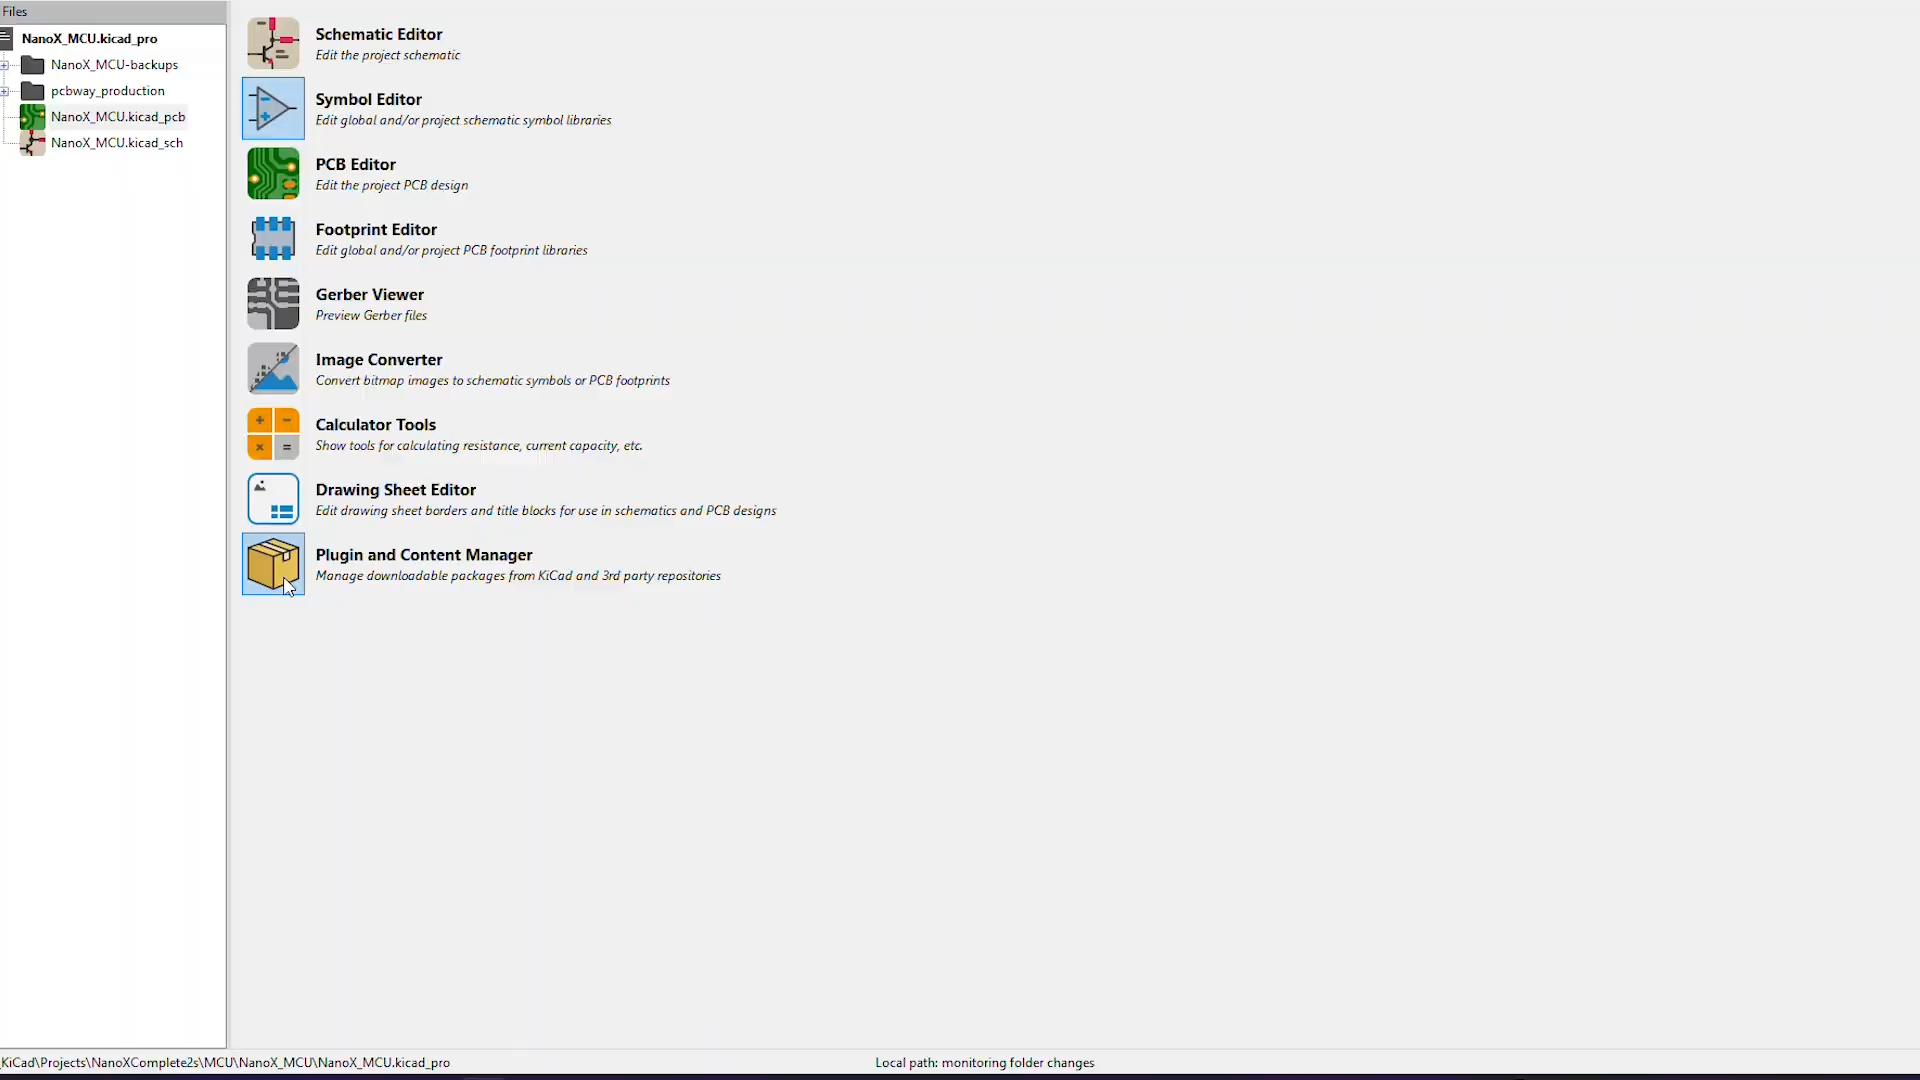 Files
NanoX_MCU.kicad_pro
NanoX_MCU-backups
pcbway_production
NanoX_MCU.kicad_pcb
NanoX_MCU.kicad_sch
Schematic Editor
Edit the project schematic
Symbol Editor
Edit global and/or project schematic symbol libraries
PCB Editor
Edit the project PCB design
Footprint Editor
Edit global and/or project PCB footprint libraries
Gerber Viewer
Preview Gerber files
Image Converter
Convert bitmap images to schematic symbols or PCB footprints
Calculator Tools
Show tools for calculating resistance, current capacity, etc.
Drawing Sheet Editor
Edit drawing sheet borders and title blocks for use in schematics and PCB designs
Plugin and Content Manager
Manage downloadable packages from KiCad and 3rd party repositories
KiCad\Projects\NanoXComplete2s\MCU\NanoX_MCU\NanoX_MCU.kicad_pro
Local path: monitoring folder changes